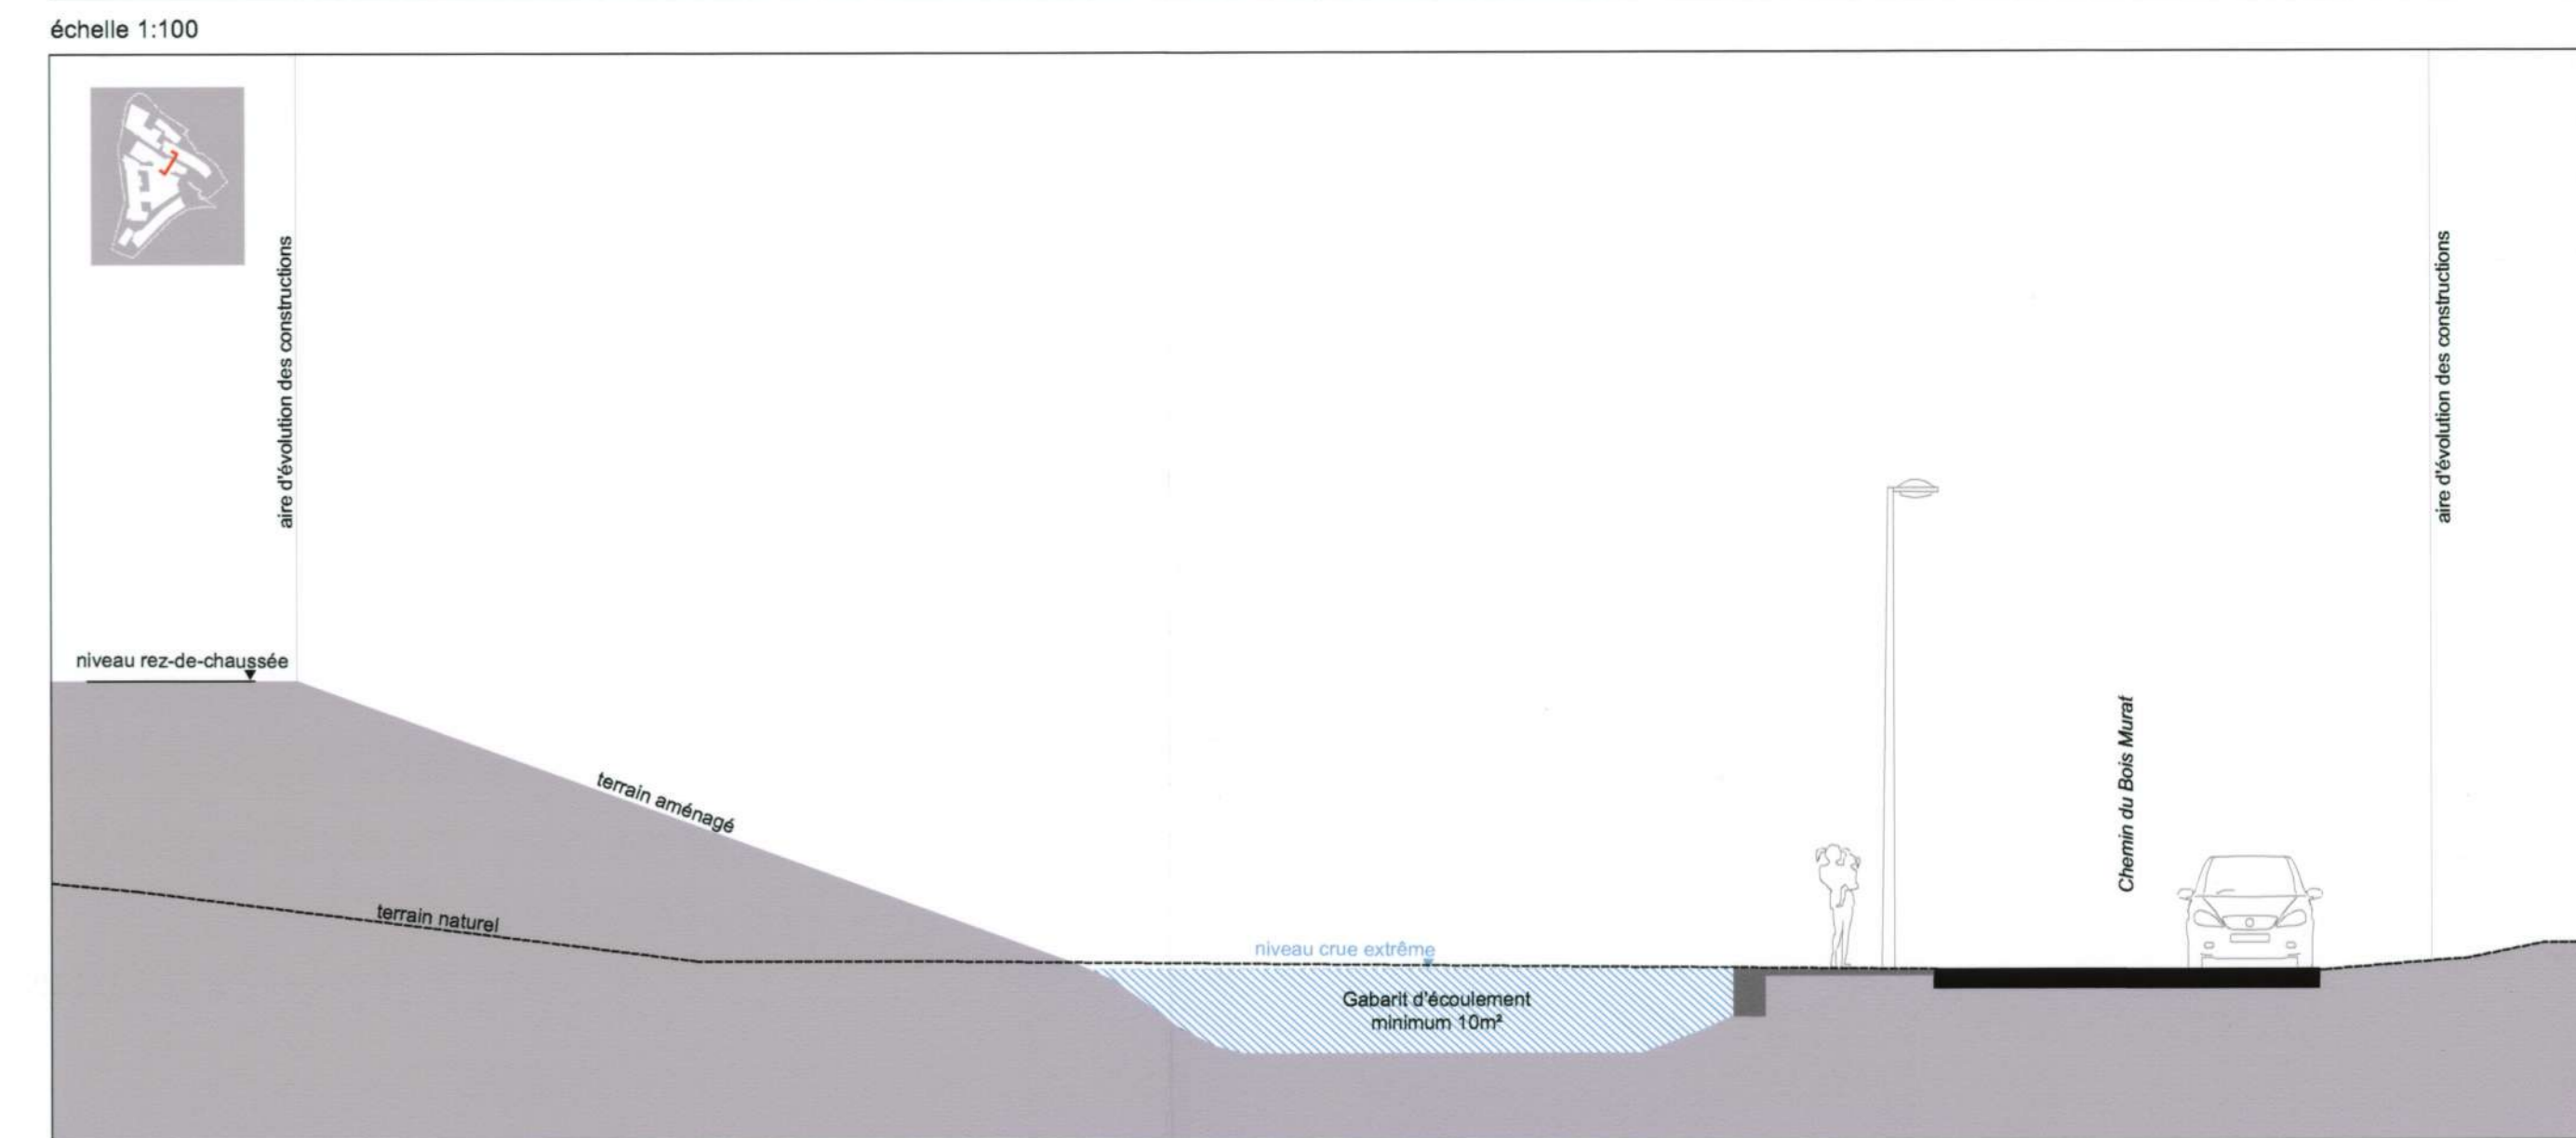 échelle 1:100
aire d'évolution des constructions
aire d'évolution des constructions
niveau rez-de-chaussée
terrain aménagé
Chemin du Bois Murat
terrain naturel
niveau crue extrême
Gabarit d'écoulement
minimum 10m²